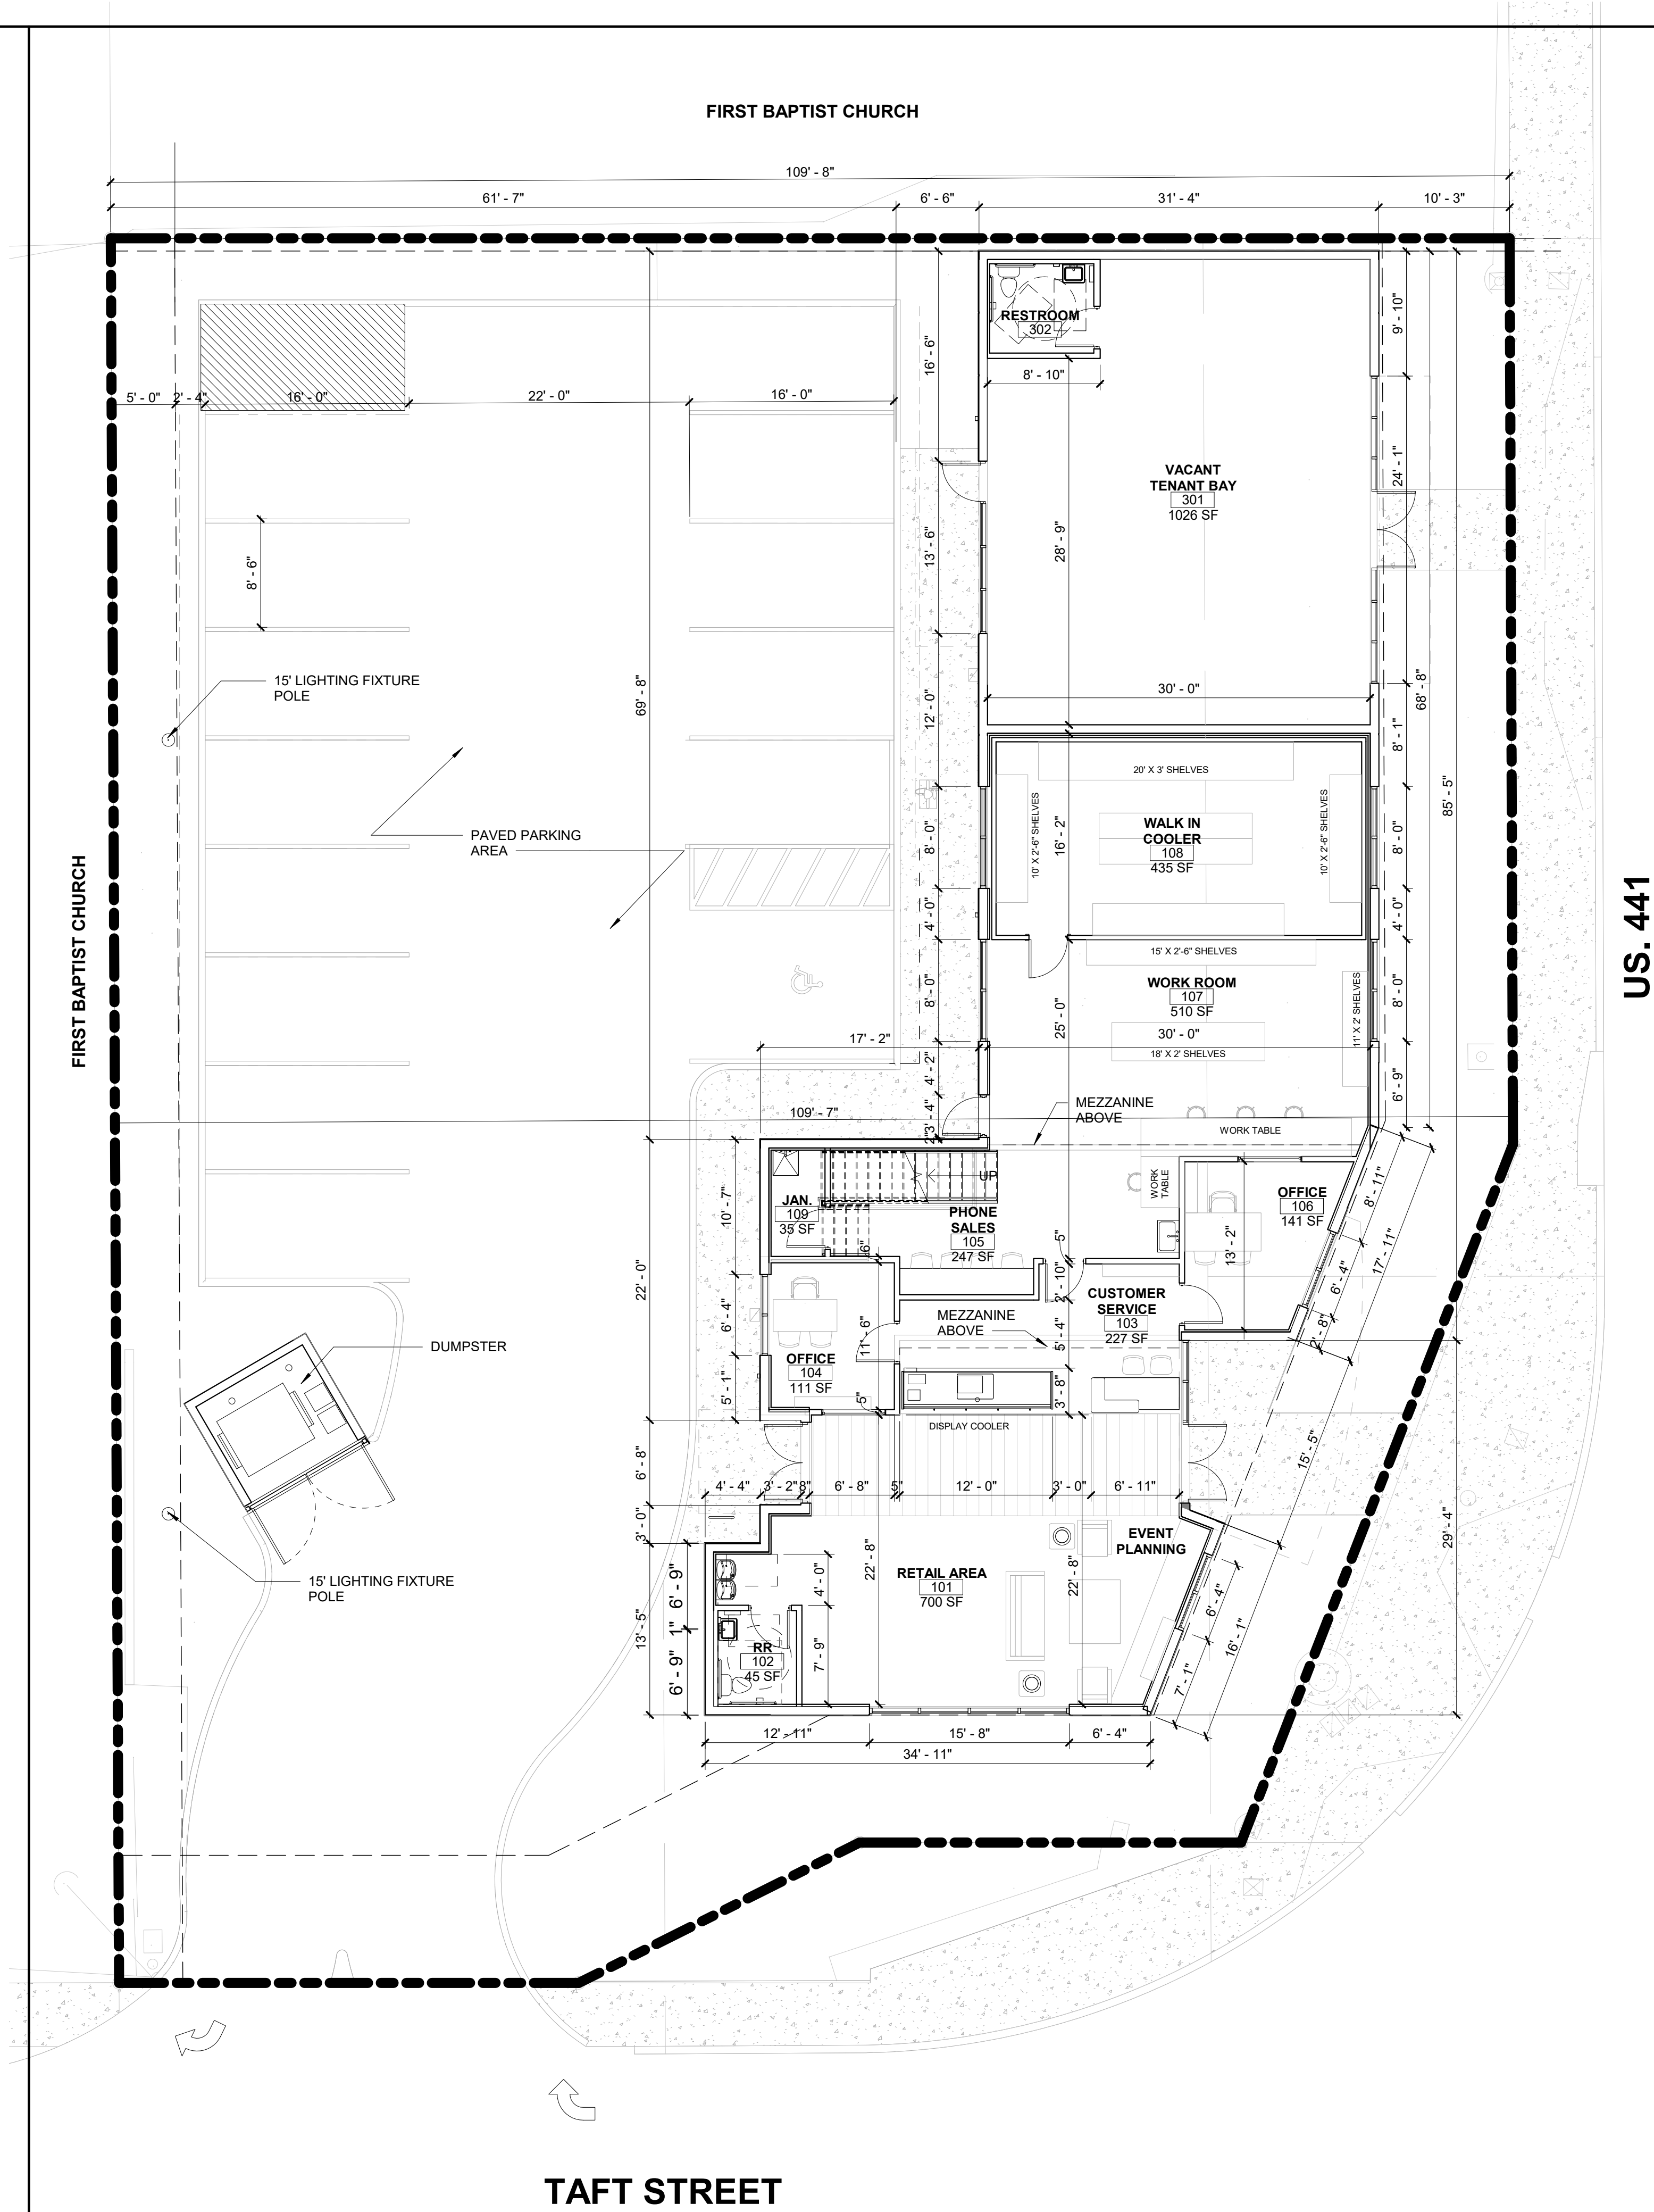 FIRST BAPTIST CHURCH
109' - 8"
61' - 7"
6' - 6"
31' - 4"
10' - 3"
RESTROOM
302
8' - 10"
16' - 6"
9' - 10"
5' - 0"
2' - 4"
16' - 0"
22' - 0"
16' - 0"
VACANT
TENANT BAY
301
1026 SF
24' - 1"
13' - 6"
28' - 9"
8' - 6"
15' LIGHTING FIXTURE
POLE
69' - 8"
12' - 0"
30' - 0"
68' - 8"
8' - 1"
85' - 5"
20' X 3' SHELVES
10' X 2'-6" SHELVES
10' X 2'-6" SHELVES
WALK IN
COOLER
108
435 SF
16' - 2"
8' - 0"
8' - 0"
PAVED PARKING
AREA
FIRST BAPTIST CHURCH
US. 441
4' - 0"
4' - 0"
15' X 2'-6" SHELVES
WORK ROOM
107
510 SF
30' - 0"
18' X 2' SHELVES
11' X 2' SHELVES
8' - 0"
8' - 0"
25' - 0"
17' - 2"
4' - 2"
6' - 9"
3' - 4"
2"
109' - 7"
MEZZANINE
ABOVE
WORK TABLE
WORK
TABLE
UP
JAN.
109
35 SF
PHONE
SALES
105
247 SF
OFFICE
106
141 SF
13' - 2"
8' - 11"
17' - 11"
6' - 4"
2' - 8"
10' - 7"
22' - 0"
6' - 4"
5' - 1"
6"
5"
2' - 10"
CUSTOMER
SERVICE
103
227 SF
MEZZANINE
ABOVE
5' - 4"
3' - 8"
11' - 6"
OFFICE
104
111 SF
5"
DISPLAY COOLER
DUMPSTER
15' - 5"
29' - 4"
6' - 8"
4' - 4"
3' - 2"
8"
6' - 8"
5"
12' - 0"
3' - 0"
6' - 11"
3' - 0"
EVENT
PLANNING
RETAIL AREA
101
700 SF
22' - 8"
22' - 8"
4' - 0"
7' - 9"
6' - 9"
1"
6' - 9"
13' - 5"
RR
102
45 SF
6' - 4"
16' - 1"
7' - 1"
15' LIGHTING FIXTURE
POLE
12' - 11"
15' - 8"
6' - 4"
34' - 11"
TAFT STREET